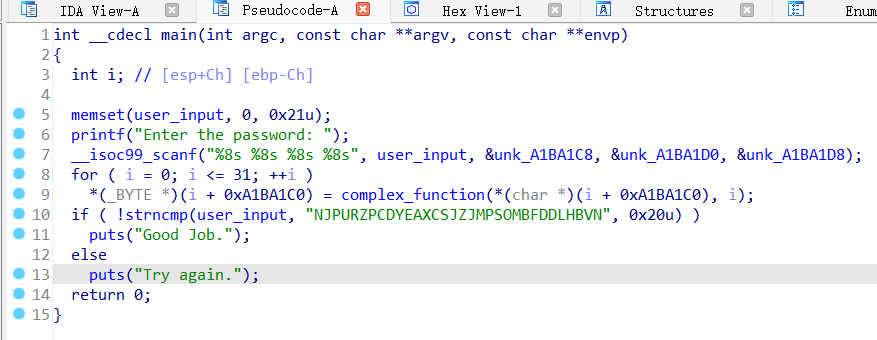 IDA View-A Pseudocode-A Hex View-1 Structures Enum
1 int __cdecl main(int argc, const char **argv, const char **envp)
2 {
3 int i; // [esp+Ch] [ebp-Ch]
4
5 memset(user_input, 0, 0x21u);
6 printf("Enter the password: ");
7 __isoc99_scanf("%8s %8s %8s %8s", user_input, &unk_A1BA1C8, &unk_A1BA1D0, &unk_A1BA1D8);
8 for ( i = 0; i <= 31; ++i )
9 *(_BYTE *)(i + 0xA1BA1C0) = complex_function(*(char *)(i + 0xA1BA1C0), i);
10 if ( !strncmp(user_input, "NJPURZPCDYEAXCSJZJMPSOMBFDDLHBVN", 0x20u) )
11 puts("Good Job.");
12 else
13 puts("Try again.");
14 return 0;
15 }